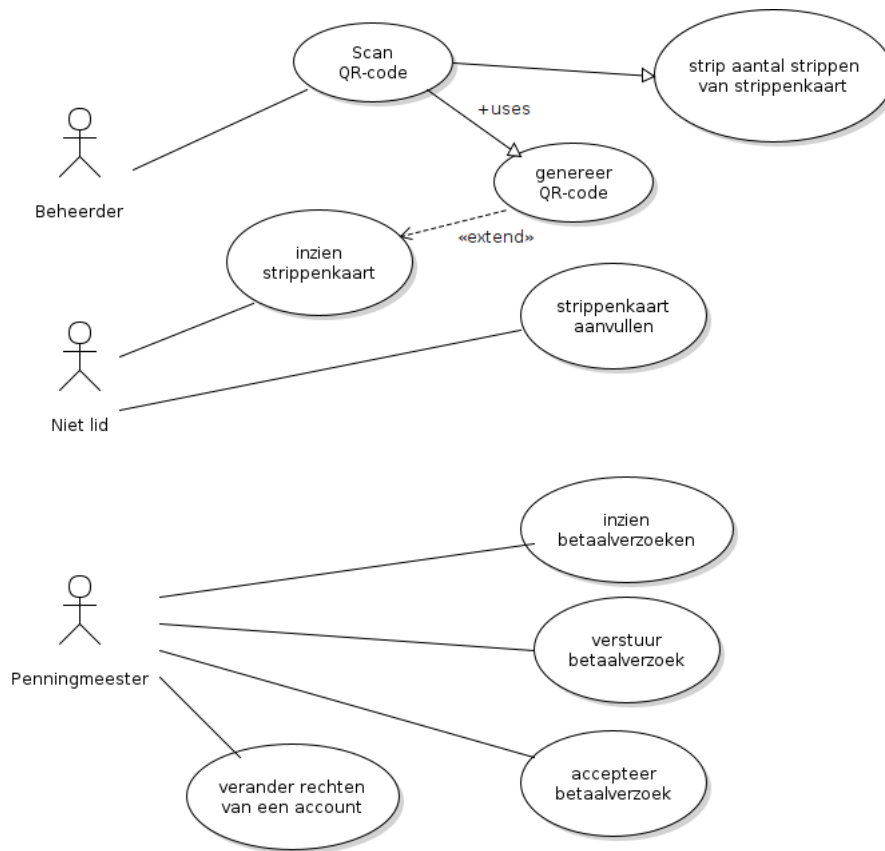 Scan
QR-code
strip aantal strippen
van strippenkaart
+uses
Beheerder
genereer
QR-code
«extend»
inzien
strippenkaart
strippenkaart
aanvullen
Niet lid
inzien
betaalverzoeken
verstuur
betaalverzoek
Penningmeester
verander rechten
van een account
accepteer
betaalverzoek